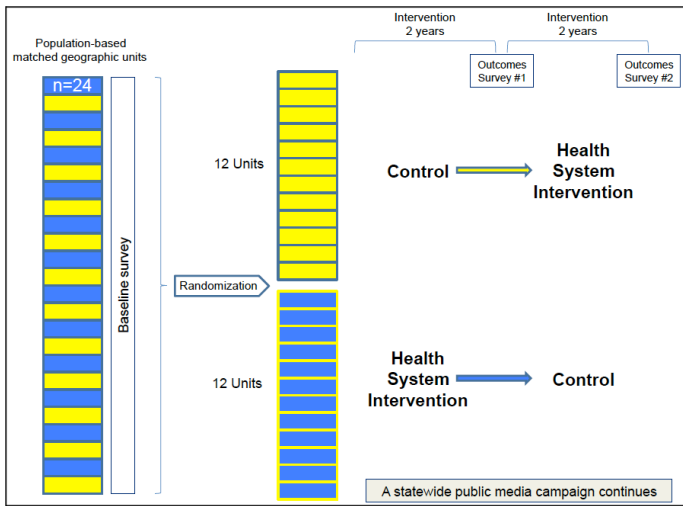 Population-based
matched geographic units
n=24
Baseline survey
Randomization
12 Units
12 Units
Intervention
2 years
Intervention
2 years
Outcomes
Survey #1
Outcomes
Survey #2
Control
Health
System
Intervention
Health
System
Intervention
Control
A statewide public media campaign continues